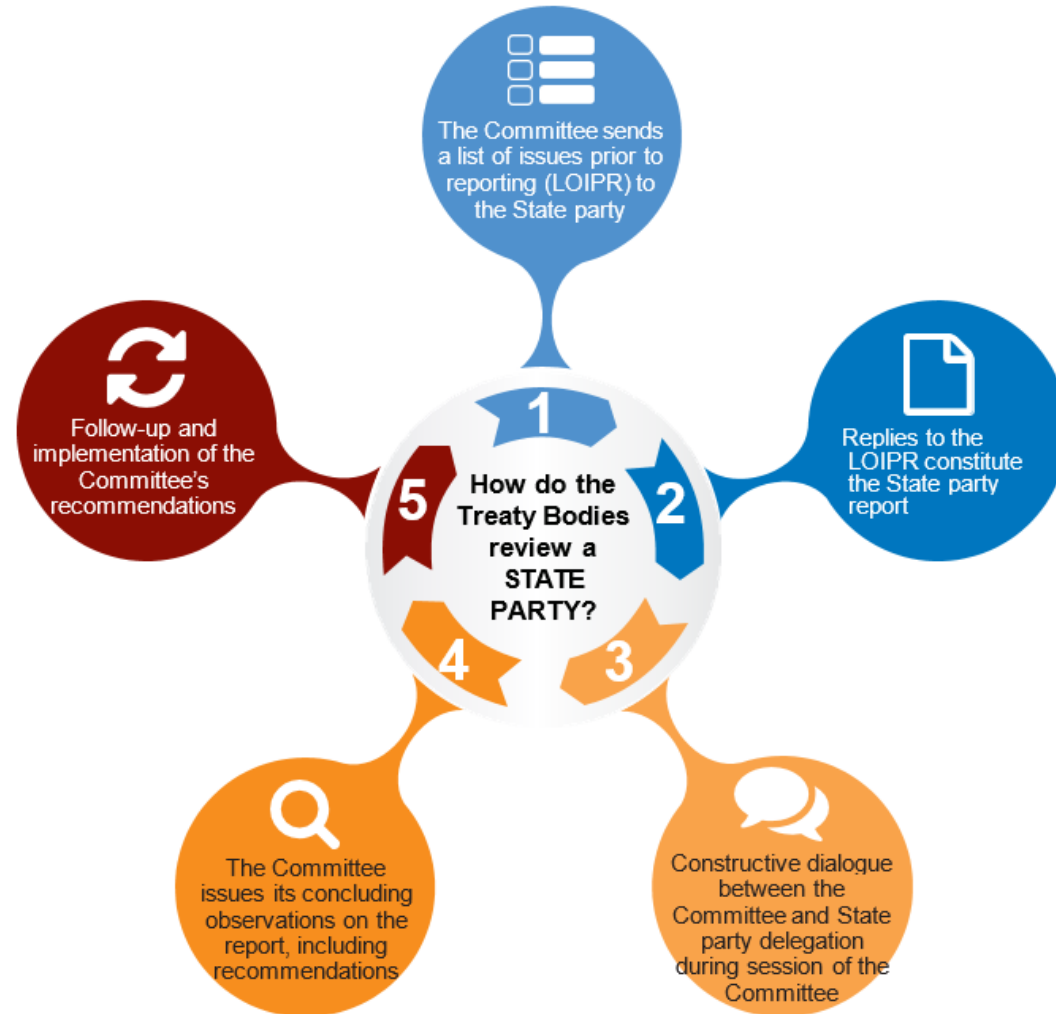 The Committee sends
a list of issues prior to
reporting (LOIPR) to
the State party
1
Replies to the
LOIPR constitute
the State party
report
2
Constructive dialogue
between the
Committee and State
party delegation
during session of the
Committee
3
The Committee
issues its concluding
observations on the
report, including
recommendations
4
Follow-up and
implementation of the
Committee's
recommendations
5
How do the
Treaty Bodies
review a
STATE
PARTY?